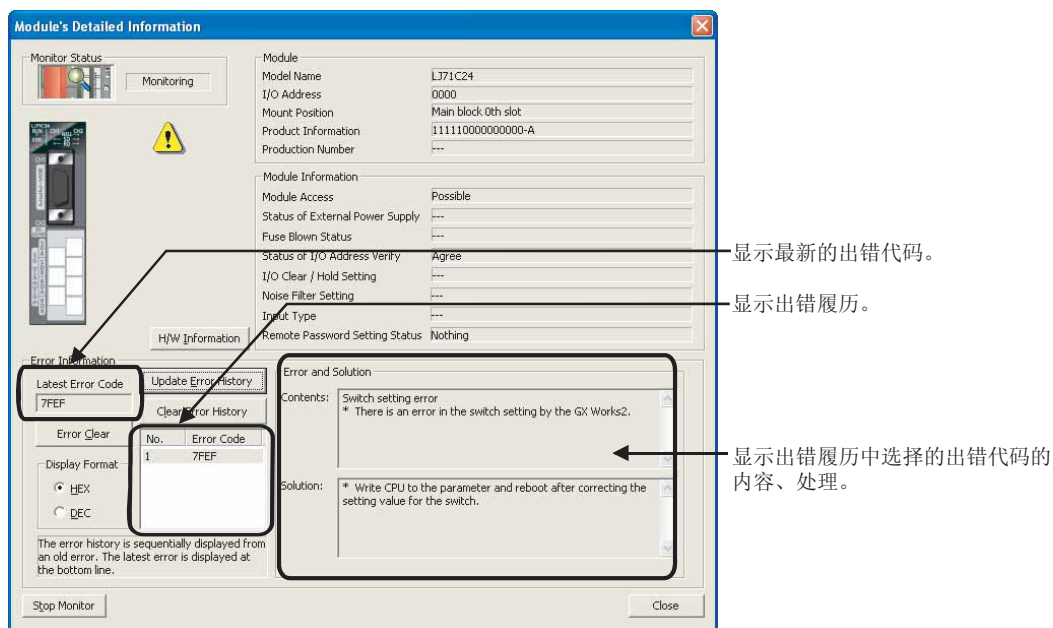 Module's Detailed Information
Monitor Status
Monitoring
Module
Model Name LJ71C24
I/O Address 0000
Mount Position Main block 0th slot
Product Information 111110000000000-A
Production Number ---
Module Information
Module Access Possible
Status of External Power Supply ---
Fuse Blown Status ---
Status of I/O Address Verify Agree
I/O Clear / Hold Setting ---
Noise Filter Setting ---
Input Type ---
Remote Password Setting Status Nothing
H/W Information
显示最新的出错代码。
显示出错履历。
显示出错履历中选择的出错代码的
内容、处理。
Error Information
Latest Error Code
7FEF
Update Error History
Clear Error History
Error Clear
No. Error Code
1 7FEF
Display Format
HEX
DEC
The error history is sequentially displayed from
an old error. The latest error is displayed at
the bottom line.
Error and Solution
Contents: Switch setting error
* There is an error in the switch setting by the GX Works2.
Solution: * Write CPU to the parameter and reboot after correcting the
setting value for the switch.
Stop Monitor
Close